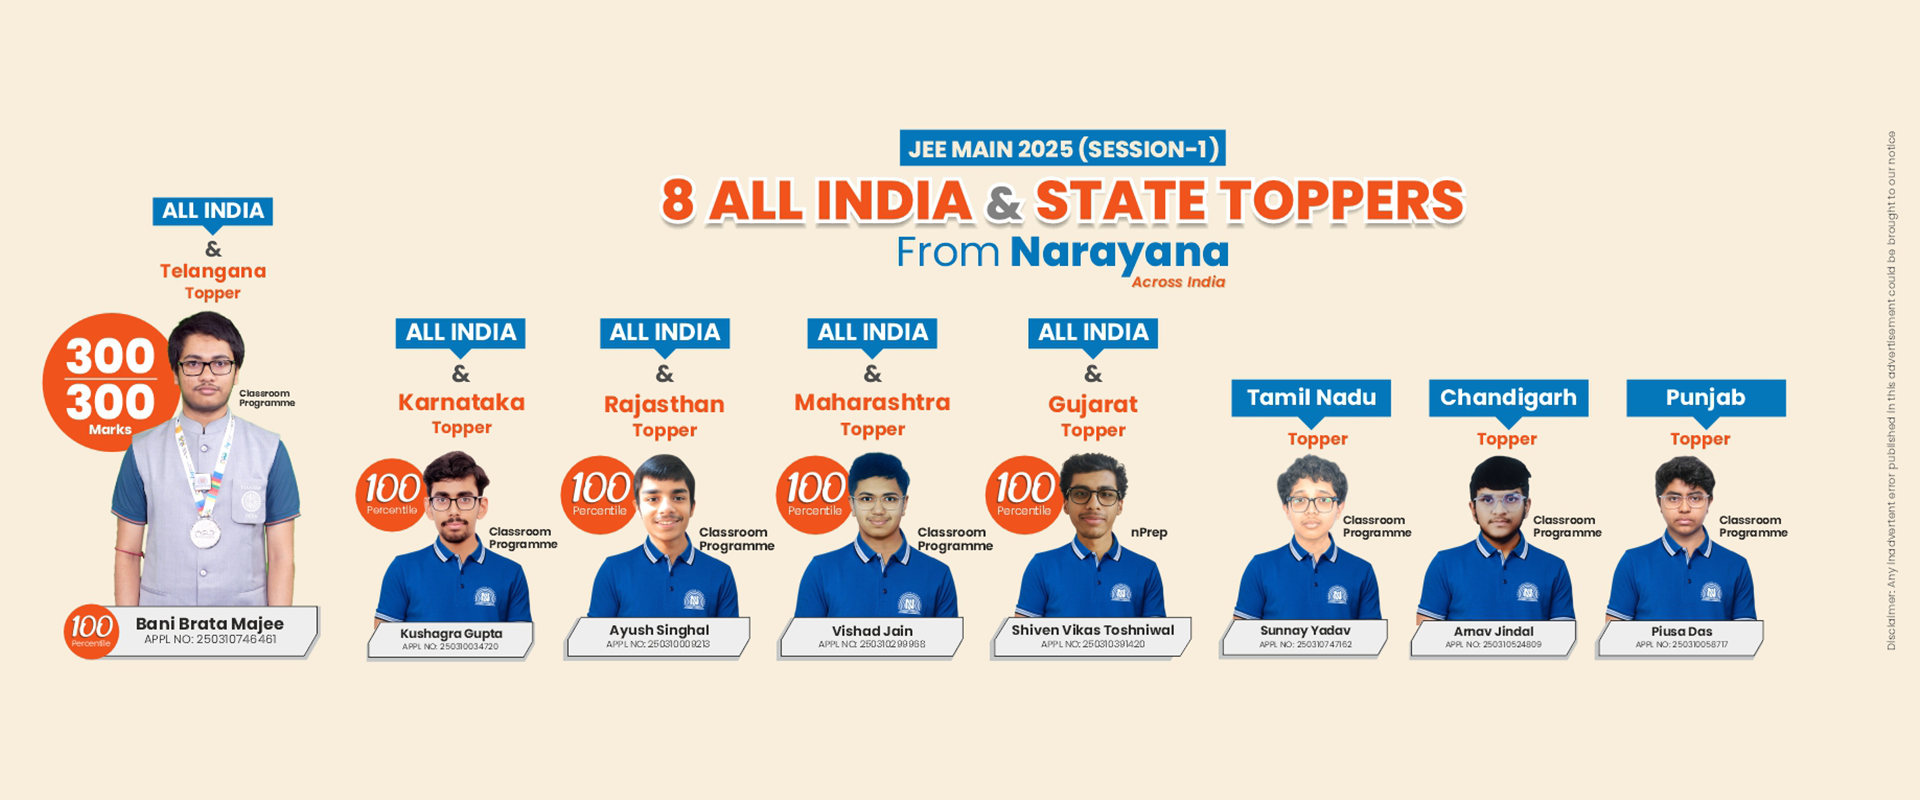 JEE MAIN 2025 (SESSION-1)
8 ALL INDIA & STATE TOPPERS
From Narayana
Across India
ALL INDIA
&
Telangana
Topper
300
300
Marks
Classroom
Programme
100
Percentile
Bani Brata Majee
APPL NO: 250310746461
ALL INDIA
&
Karnataka
Topper
100
Percentile
Classroom
Programme
Kushagra Gupta
APPL NO: 250310034720
ALL INDIA
&
Rajasthan
Topper
100
Percentile
Classroom
Programme
Ayush Singhal
APPL NO: 250310009213
ALL INDIA
&
Maharashtra
Topper
100
Percentile
Classroom
Programme
Vishad Jain
APPL NO: 250310299968
ALL INDIA
&
Gujarat
Topper
100
Percentile
nPrep
Shiven Vikas Toshniwal
APPL NO: 250310391420
Tamil Nadu
Topper
Classroom
Programme
Sunnay Yadav
APPL NO: 250310747162
Chandigarh
Topper
Classroom
Programme
Arnav Jindal
APPL NO: 250310524809
Punjab
Topper
Classroom
Programme
Piusa Das
APPL NO: 250310058717
Disclaimer: Any inadvertent error published in this advertisement could be brought to our notice